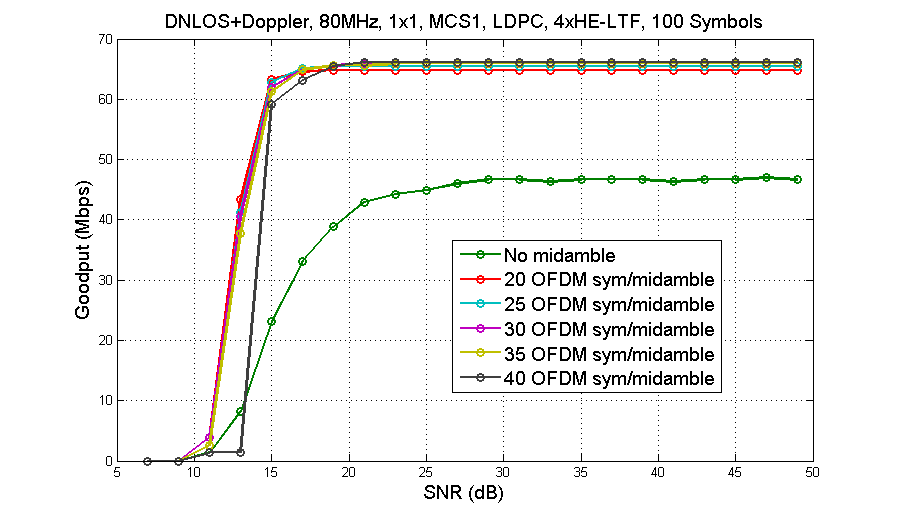 DNLOS+Doppler, 80MHz, 1x1, MCS1, LDPC, 4xHE-LTF, 100 Symbols
70
60
50
40
30
20
10
0
Goodput (Mbps)
No midamble
20 OFDM sym/midamble
25 OFDM sym/midamble
30 OFDM sym/midamble
35 OFDM sym/midamble
40 OFDM sym/midamble
5 10 15 20 25 30 35 40 45 50
SNR (dB)